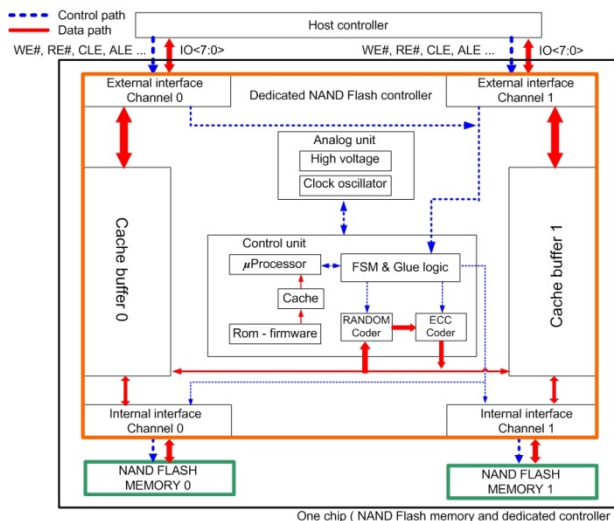 Control path
Data path
Host controller
WE#, RE#, CLE, ALE ...
IO<7:0>
WE#, RE#, CLE, ALE ...
IO<7:0>
External interface
Channel 0
Dedicated NAND Flash controller
External interface
Channel 1
Analog unit
High voltage
Clock oscillator
Cache buffer 0
Cache buffer 1
Control unit
µProcessor
FSM & Glue logic
Cache
Rom - firmware
RANDOM
Coder
ECC
Coder
Internal interface
Channel 0
Internal interface
Channel 1
NAND FLASH
MEMORY 0
NAND FLASH
MEMORY 1
One chip ( NAND Flash memory and dedicated controller